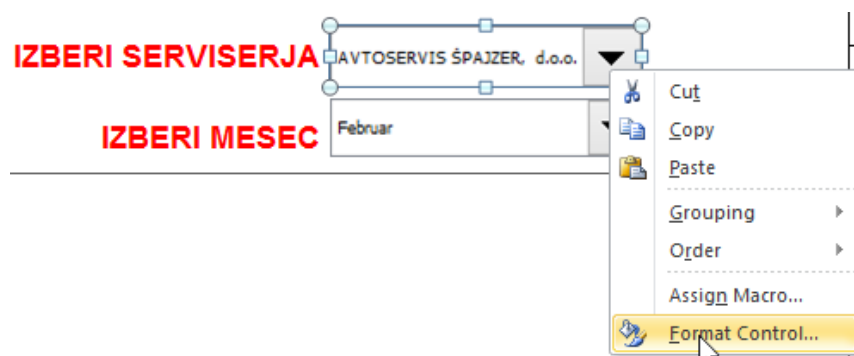 IZBERI SERVISERJA
AVTOSERVIS ŠPAJZER, d.o.o.
IZBERI MESEC
Februar
Cut
Copy
Paste
Grouping
Order
Assign Macro...
Format Control...